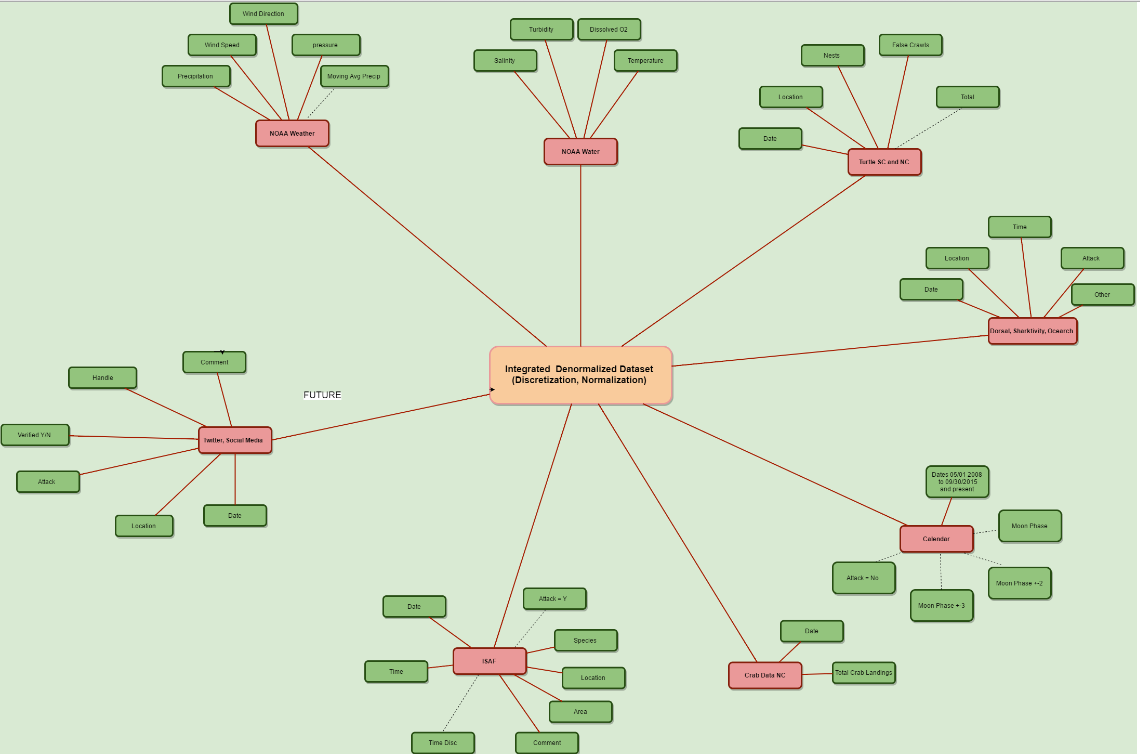 Wind Direction
Wind Speed
pressure
Precipitation
Moving Avg Precip
NOAA Weather
Turbidity
Dissolved O2
Salinity
Temperature
NOAA Water
False Crawls
Nests
Location
Total
Date
Turtle SC and NC
Time
Location
Attack
Date
Other
Dorsal, Sharktivity, Ocearch
Integrated Denormalized Dataset
(Discretization, Normalization)
Comment
Handle
FUTURE
Verified Y/N
Twitter, Social Media
Attack
Location
Date
Dates 05/01 2008
to 09/30/2015
and present
Moon Phase
Calendar
Attack = No
Moon Phase +-2
Moon Phase + 3
Date
Attack = Y
Species
ISAF
Time
Location
Area
Time Disc
Comment
Date
Crab Data NC
Total Crab Landings